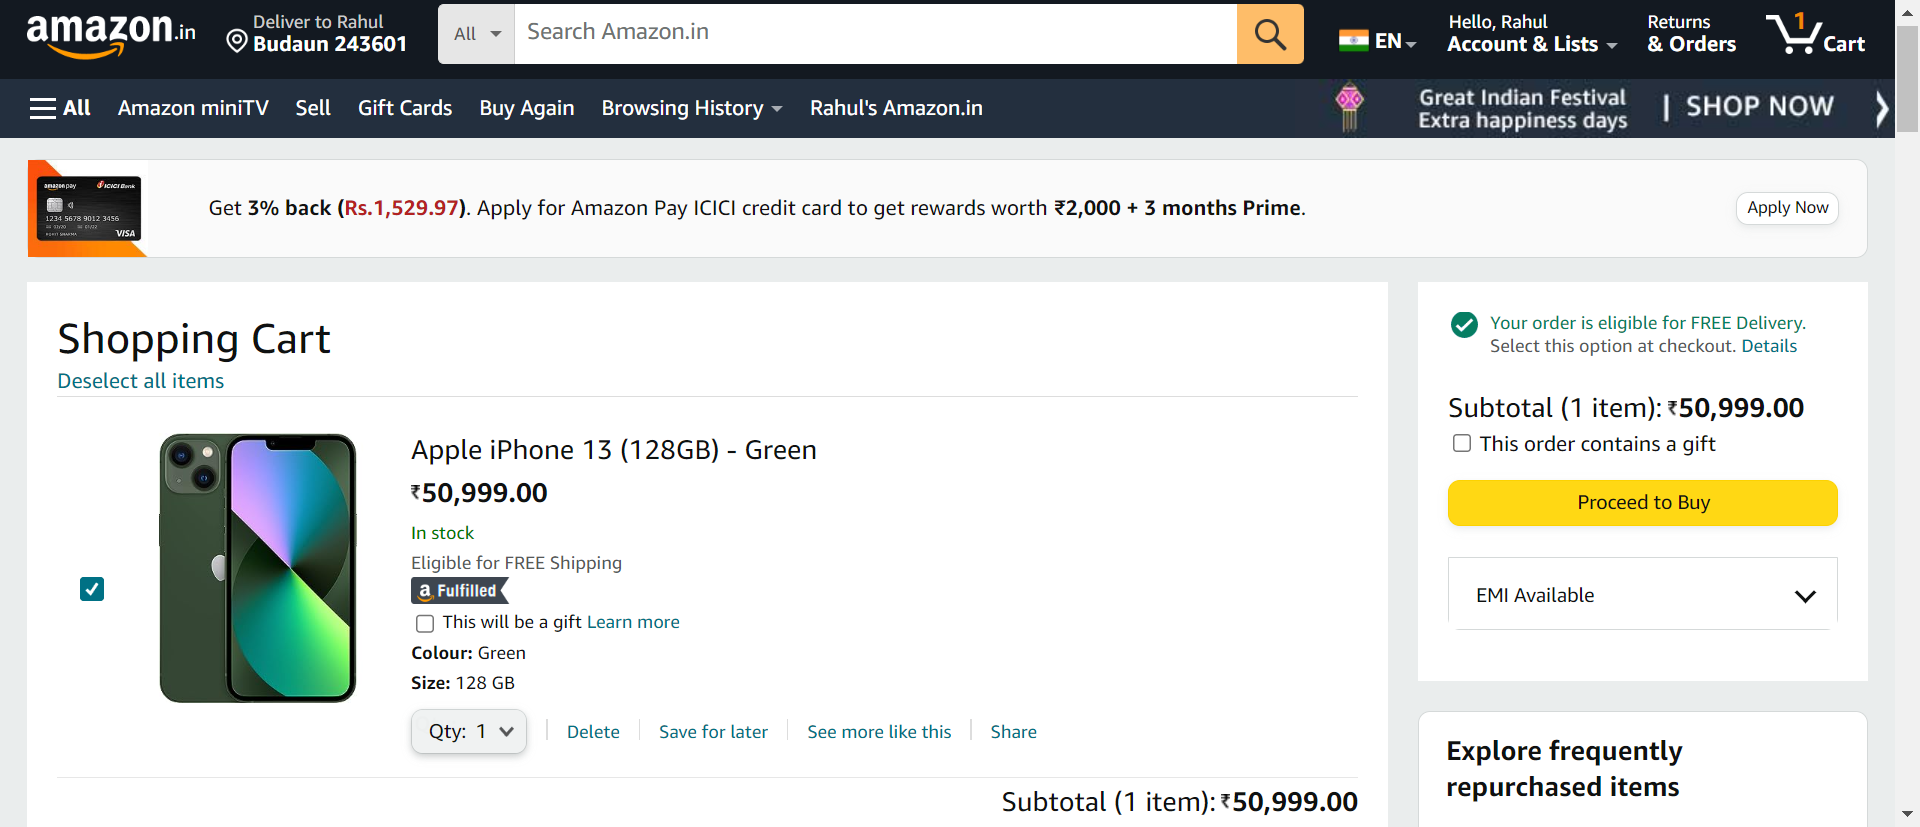 amazon.in
Deliver to Rahul
Budaun 243601
All
Search Amazon.in
EN
Hello, Rahul
Account & Lists
Returns
& Orders
1
Cart
All
Amazon miniTV
Sell
Gift Cards
Buy Again
Browsing History
Rahul's Amazon.in
Great Indian Festival
Extra happiness days
| SHOP NOW
amazon pay
ICICI Bank
1234 5678 9012 3456
VISA
Get 3% back (Rs.1,529.97). Apply for Amazon Pay ICICI credit card to get rewards worth ₹2,000 + 3 months Prime.
Apply Now
Shopping Cart
Deselect all items
Apple iPhone 13 (128GB) - Green
₹50,999.00
In stock
Eligible for FREE Shipping
a Fulfilled
This will be a gift Learn more
Colour: Green
Size: 128 GB
Qty: 1
Delete
Save for later
See more like this
Share
Subtotal (1 item): ₹50,999.00
Your order is eligible for FREE Delivery.
Select this option at checkout. Details
Subtotal (1 item): ₹50,999.00
This order contains a gift
Proceed to Buy
EMI Available
Explore frequently
repurchased items